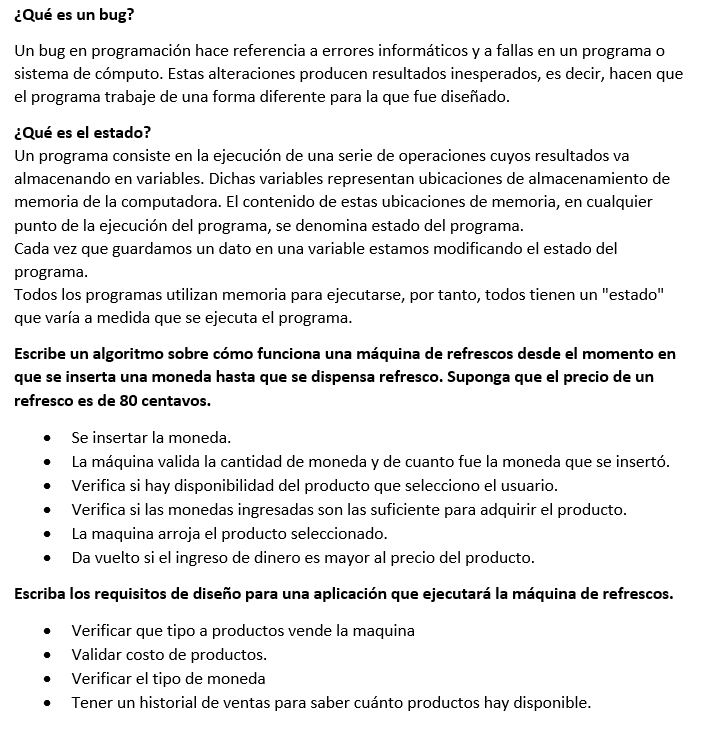 ¿Qué es un bug?
Un bug en programación hace referencia a errores informáticos y a fallas en un programa o
sistema de cómputo. Estas alteraciones producen resultados inesperados, es decir, hacen que
el programa trabaje de una forma diferente para la que fue diseñado.
¿Qué es el estado?
Un programa consiste en la ejecución de una serie de operaciones cuyos resultados va
almacenando en variables. Dichas variables representan ubicaciones de almacenamiento de
memoria de la computadora. El contenido de estas ubicaciones de memoria, en cualquier
punto de la ejecución del programa, se denomina estado del programa.
Cada vez que guardamos un dato en una variable estamos modificando el estado del
programa.
Todos los programas utilizan memoria para ejecutarse, por tanto, todos tienen un "estado"
que varía a medida que se ejecuta el programa.
Escribe un algoritmo sobre cómo funciona una máquina de refrescos desde el momento en
que se inserta una moneda hasta que se dispensa refresco. Suponga que el precio de un
refresco es de 80 centavos.
• Se insertar la moneda.
• La máquina valida la cantidad de moneda y de cuanto fue la moneda que se insertó.
• Verifica si hay disponibilidad del producto que selecciono el usuario.
• Verifica si las monedas ingresadas son las suficiente para adquirir el producto.
• La maquina arroja el producto seleccionado.
• Da vuelto si el ingreso de dinero es mayor al precio del producto.
Escriba los requisitos de diseño para una aplicación que ejecutará la máquina de refrescos.
• Verificar que tipo a productos vende la maquina
• Validar costo de productos.
• Verificar el tipo de moneda
• Tener un historial de ventas para saber cuánto productos hay disponible.